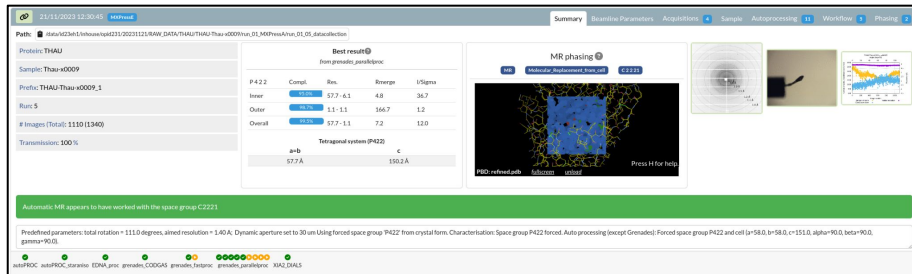 21/11/2023 12:30:45 MXPressE
Summary Beamline Parameters Acquisitions 4 Sample Autoprocessing 11 Workflow 5 Phasing 2
Path: /data/id23eh1/inhouse/opid231/20231121/RAW_DATA/THAU/THAU-Thau-x0009/run_01_MXPressA/run_01_05_datacollection
Protein: THAU
Sample: Thau-x0009
Prefix: THAU-Thau-x0009_1
Run: 5
# Images (Total): 1110 (1340)
Transmission: 100 %
Best result
from grenades_parallelproc
P 4 2 2 Compl. Res. Rmerge I/Sigma
Inner 93.0% 57.7 - 6.1 4.8 36.7
Outer 98.7% 1.1 - 1.1 166.7 1.2
Overall 99.2% 57.7 - 1.1 7.2 12.0
Tetragonal system (P422)
a=b c
57.7 Å 150.2 Å
MR phasing
MR Molecular_Replacement_from_cell C 2 2 21
Press H for help.
PBD: refined.pdb fullscreen unload
Automatic MR appears to have worked with the space group C2221
Predefined parameters: total rotation = 111.0 degrees, aimed resolution = 1.40 A; Dynamic aperture set to 30 um Using forced space group 'P422' from crystal form. Characterisation: Space group P422 forced. Auto processing (except Grenades): Forced space group P422 and cell (a=58.0, b=58.0, c=151.0, alpha=90.0, beta=90.0,
gamma=90.0).
autoPROC autoPROC_staraniso EDNA_proc grenades_CODGAS grenades_fastproc grenades_parallelproc XIA2_DIALS